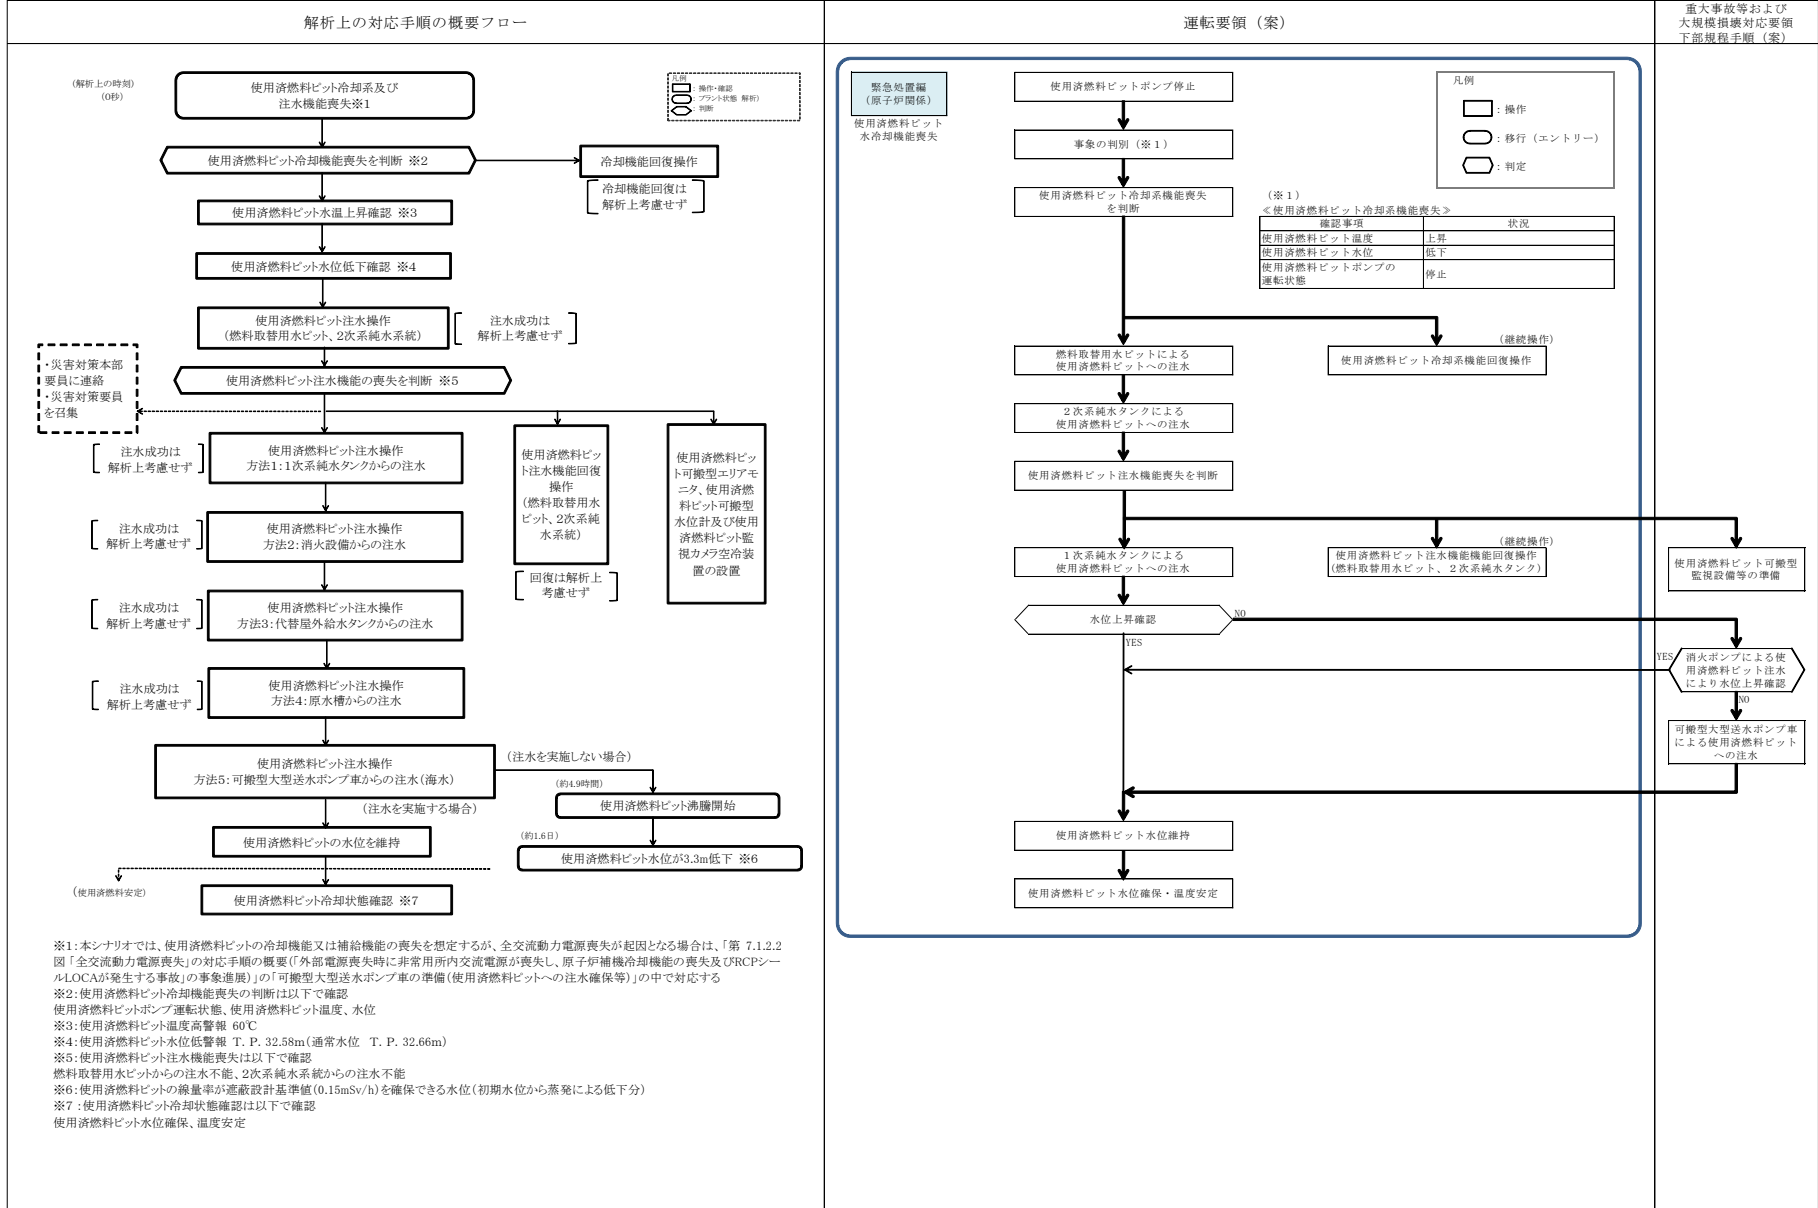 解析上の対応手順の概要フロー
運転要領（案）
重大事故等および
大規模損壊対応要領
下部規程手順（案）
(解析上の時刻)
(0秒)
使用済燃料ピット冷却系及び
注水機能喪失※1
凡例
：操作・確認
：プラント状態（解析）
：判断
使用済燃料ピット冷却機能喪失を判断 ※2
冷却機能回復操作
冷却機能回復は
解析上考慮せず
使用済燃料ピット水温上昇確認 ※3
使用済燃料ピット水位低下確認 ※4
使用済燃料ピット注水操作
(燃料取替用水ピット、2次系純水系統)
注水成功は
解析上考慮せず
・災害対策本部
要員に連絡
・災害対策要員
を召集
使用済燃料ピット注水機能の喪失を判断 ※5
注水成功は
解析上考慮せず
使用済燃料ピット注水操作
方法1：1次系純水タンクからの注水
注水成功は
解析上考慮せず
使用済燃料ピット注水操作
方法2：消火設備からの注水
注水成功は
解析上考慮せず
使用済燃料ピット注水操作
方法3：代替屋外給水タンクからの注水
注水成功は
解析上考慮せず
使用済燃料ピット注水操作
方法4：原水槽からの注水
使用済燃料ピッ
ト注水機能回復
操作
(燃料取替用水
ピット、2次系純
水系統)
回復は解析上
考慮せず
使用済燃料ピッ
ト可搬型エリアモ
ニタ、使用済燃
料ピット可搬型
水位計及び使用
済燃料ピット監
視カメラ空冷装
置の設置
使用済燃料ピット注水操作
方法5：可搬型大型送水ポンプ車からの注水(海水)
(注水を実施しない場合)
(注水を実施する場合)
(約4.9時間)
使用済燃料ピット沸騰開始
(約1.6日)
使用済燃料ピット水位が3.3m低下 ※6
使用済燃料ピットの水位を維持
(使用済燃料安定)
使用済燃料ピット冷却状態確認 ※7
※1：本シナリオでは、使用済燃料ピットの冷却機能又は補給機能の喪失を想定するが、全交流動力電源喪失が起因となる場合は、「第 7.1.2.2
図 「全交流動力電源喪失」の対応手順の概要(「外部電源喪失時に非常用所内交流電源が喪失し、原子炉補機冷却機能の喪失及びRCPシー
ルLOCAが発生する事故」の事象進展)」の「可搬型大型送水ポンプ車の準備(使用済燃料ピットへの注水確保等)」の中で対応する
※2：使用済燃料ピット冷却機能喪失の判断は以下で確認
使用済燃料ピットポンプ運転状態、使用済燃料ピット温度、水位
※3：使用済燃料ピット温度高警報 60℃
※4：使用済燃料ピット水位低警報 T. P. 32.58m(通常水位 T. P. 32.66m)
※5：使用済燃料ピット注水機能喪失は以下で確認
燃料取替用水ピットからの注水不能、2次系純水系統からの注水不能
※6：使用済燃料ピットの線量率が遮蔽設計基準値(0.15mSv/h)を確保できる水位(初期水位から蒸発による低下分)
※7 ：使用済燃料ピット冷却状態確認は以下で確認
使用済燃料ピット水位確保、温度安定
緊急処置編
(原子炉関係)
使用済燃料ピット
水冷却機能喪失
使用済燃料ピットポンプ停止
事象の判別（※１）
使用済燃料ピット冷却系機能喪失
を判断
凡例
：操作
：移行（エントリー）
：判定
（※１）
≪使用済燃料ピット冷却系機能喪失≫
確認事項 状況
使用済燃料ピット温度 上昇
使用済燃料ピット水位 低下
使用済燃料ピットポンプの
運転状態 停止
燃料取替用水ピットによる
使用済燃料ピットへの注水
（継続操作）
使用済燃料ピット冷却系機能回復操作
２次系純水タンクによる
使用済燃料ピットへの注水
使用済燃料ピット注水機能喪失を判断
１次系純水タンクによる
使用済燃料ピットへの注水
（継続操作）
使用済燃料ピット注水機能機能回復操作
(燃料取替用水ピット、２次系純水タンク)
使用済燃料ピット可搬型
監視設備等の準備
水位上昇確認
NO
YES
YES
消火ポンプによる使
用済燃料ピット注水
により水位上昇確認
NO
可搬型大型送水ポンプ車
による使用済燃料ピット
への注水
使用済燃料ピット水位維持
使用済燃料ピット水位確保・温度安定